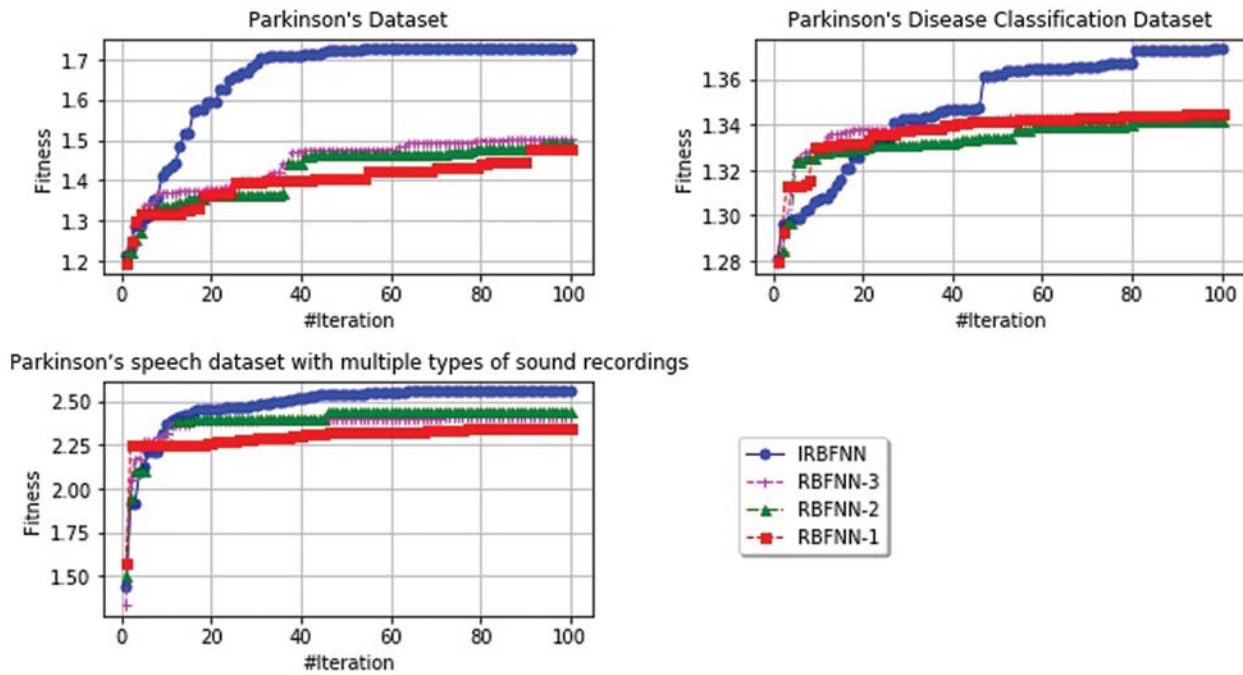 Parkinson's Dataset
Fitness
1.7
1.6
1.5
1.4
1.3
1.2
0 20 40 60 80 100
#Iteration
Parkinson's Disease Classification Dataset
Fitness
1.36
1.34
1.32
1.30
1.28
0 20 40 60 80 100
#Iteration
Parkinson’s speech dataset with multiple types of sound recordings
Fitness
2.50
2.25
2.00
1.75
1.50
0 20 40 60 80 100
#Iteration
IRBFNN
RBFNN-3
RBFNN-2
RBFNN-1